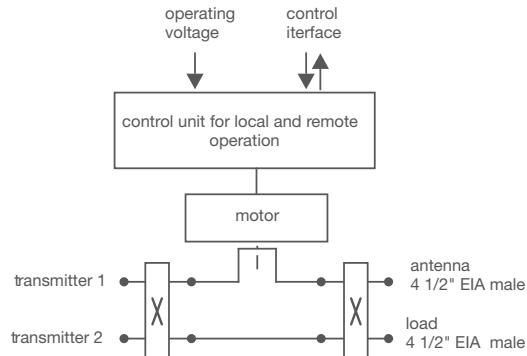 operating
voltage
control
iterface
control unit for local and remote
operation
motor
transmitter 1
antenna
4 1/2" EIA male
transmitter 2
load
4 1/2" EIA male